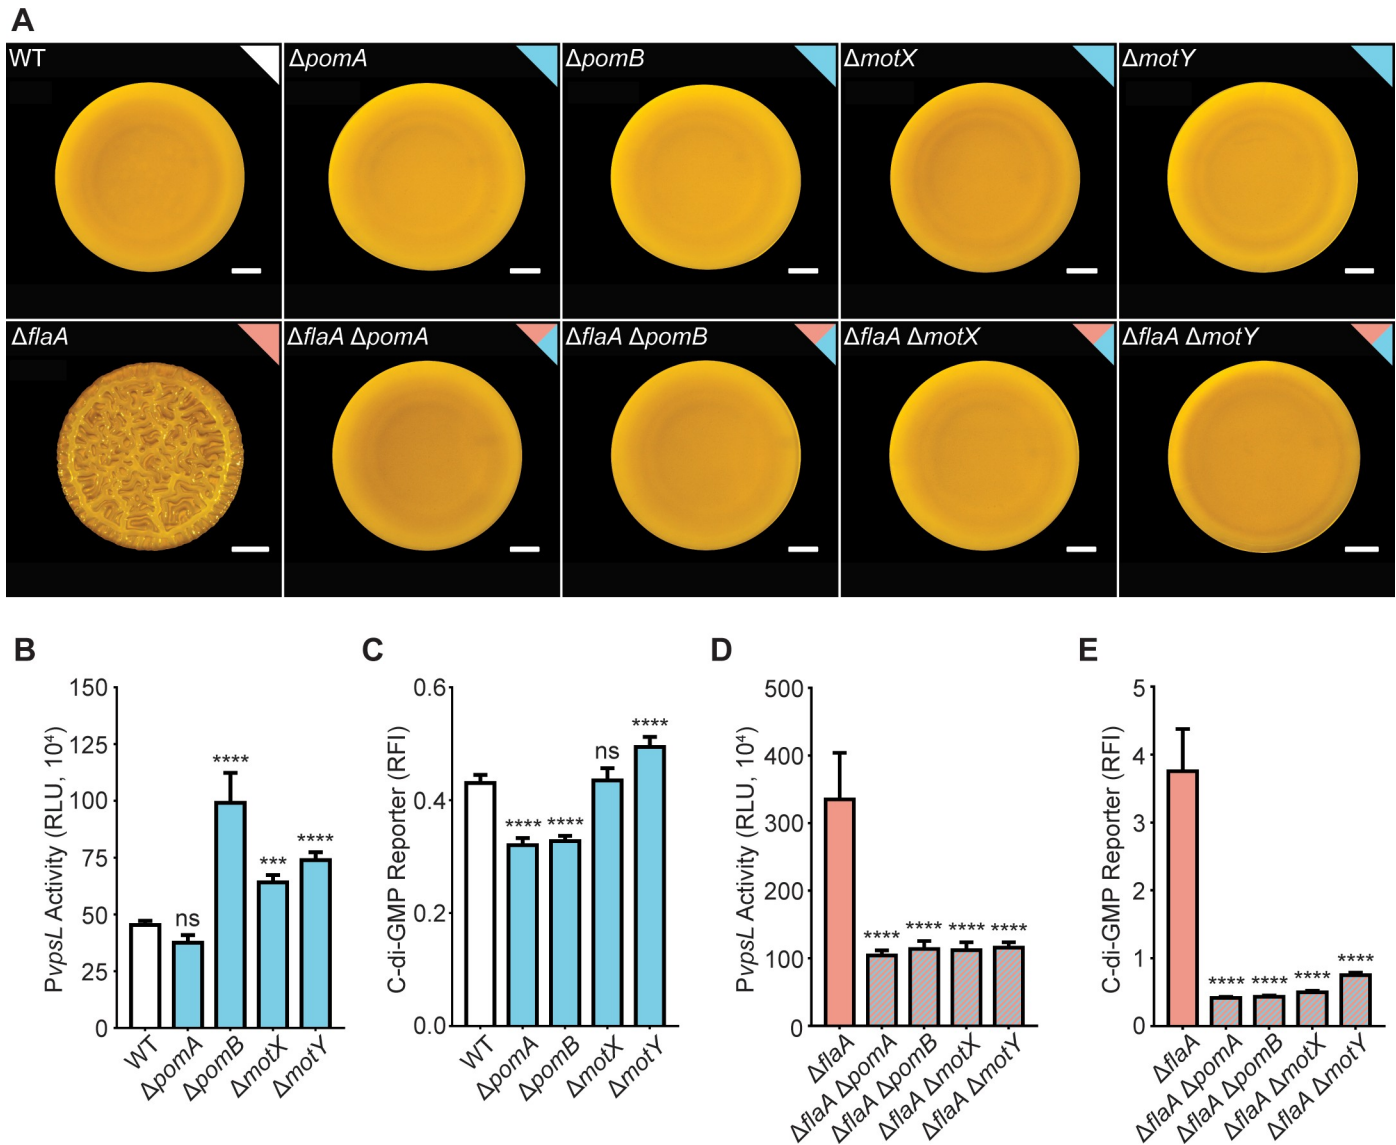 A
WT
ΔpomA
ΔpomB
ΔmotX
ΔmotY
ΔflaA
ΔflaA ΔpomA
ΔflaA ΔpomB
ΔflaA ΔmotX
ΔflaA ΔmotY
B
PvpsL Activity (RLU, 10⁴)
150
125
100
75
50
25
0
ns
****
***
****
WT
ΔpomA
ΔpomB
ΔmotX
ΔmotY
C
C-di-GMP Reporter (RFI)
0.6
0.4
0.2
0.0
****
****
ns
****
WT
ΔpomA
ΔpomB
ΔmotX
ΔmotY
D
PvpsL Activity (RLU, 10⁴)
500
400
300
200
100
0
****
****
****
****
ΔflaA
ΔflaA ΔpomA
ΔflaA ΔpomB
ΔflaA ΔmotX
ΔflaA ΔmotY
E
C-di-GMP Reporter (RFI)
5
4
3
2
1
0
****
****
****
****
ΔflaA
ΔflaA ΔpomA
ΔflaA ΔpomB
ΔflaA ΔmotX
ΔflaA ΔmotY